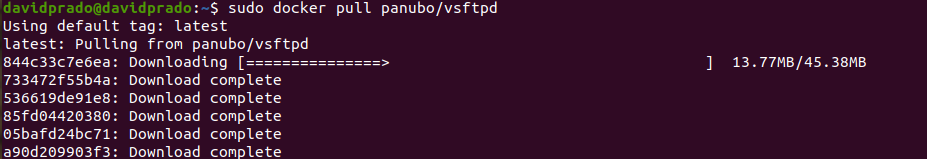 davidprado@davidprado:~$ sudo docker pull panubo/vsftpd
Using default tag: latest
latest: Pulling from panubo/vsftpd
844c33c7e6ea: Downloading [===============>                                   ]  13.77MB/45.38MB
733472f55b4a: Download complete
536619de91e8: Download complete
85fd04420380: Download complete
05bafd24bc71: Download complete
a90d209903f3: Download complete